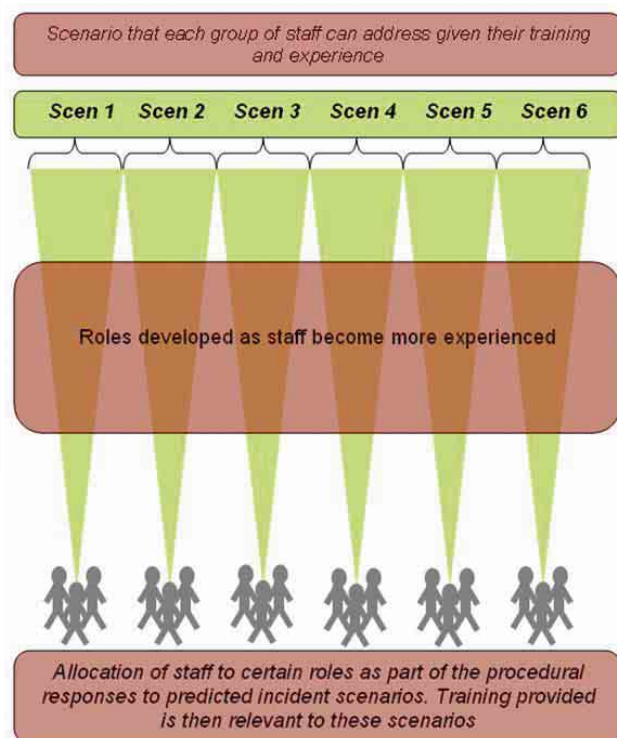 Scenario that each group of staff can address given their training
and experience
Scen 1 Scen 2 Scen 3 Scen 4 Scen 5 Scen 6
Roles developed as staff become more experienced
Allocation of staff to certain roles as part of the procedural
responses to predicted incident scenarios. Training provided
is then relevant to these scenarios